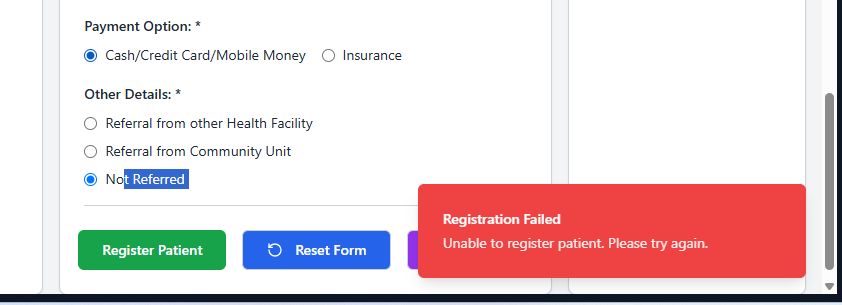 Payment Option: *
Cash/Credit Card/Mobile Money Insurance
Other Details: *
Referral from other Health Facility
Referral from Community Unit
Not Referred
Registration Failed
Unable to register patient. Please try again.
Register Patient Reset Form